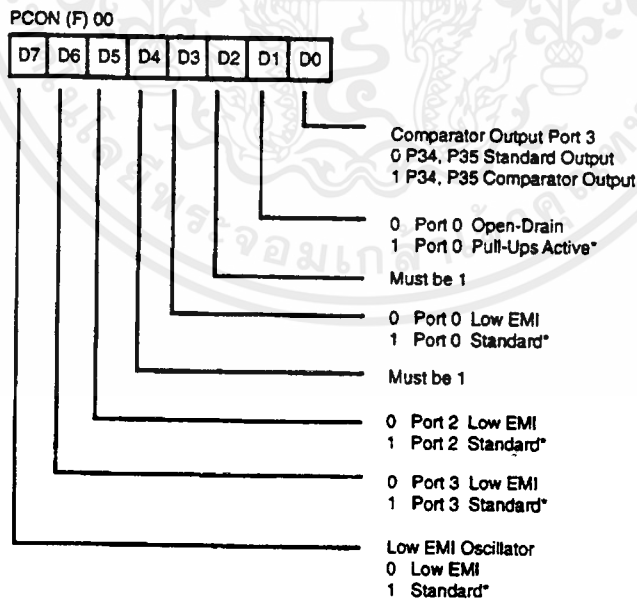 PCON (F) 00
D7 D6 D5 D4 D3 D2 D1 D0
Comparator Output Port 3
0 P34, P35 Standard Output
1 P34, P35 Comparator Output
0 Port 0 Open-Drain
1 Port 0 Pull-Ups Active*
Must be 1
0 Port 0 Low EMI
1 Port 0 Standard*
Must be 1
0 Port 2 Low EMI
1 Port 2 Standard*
0 Port 3 Low EMI
1 Port 3 Standard*
Low EMI Oscillator
0 Low EMI
1 Standard*